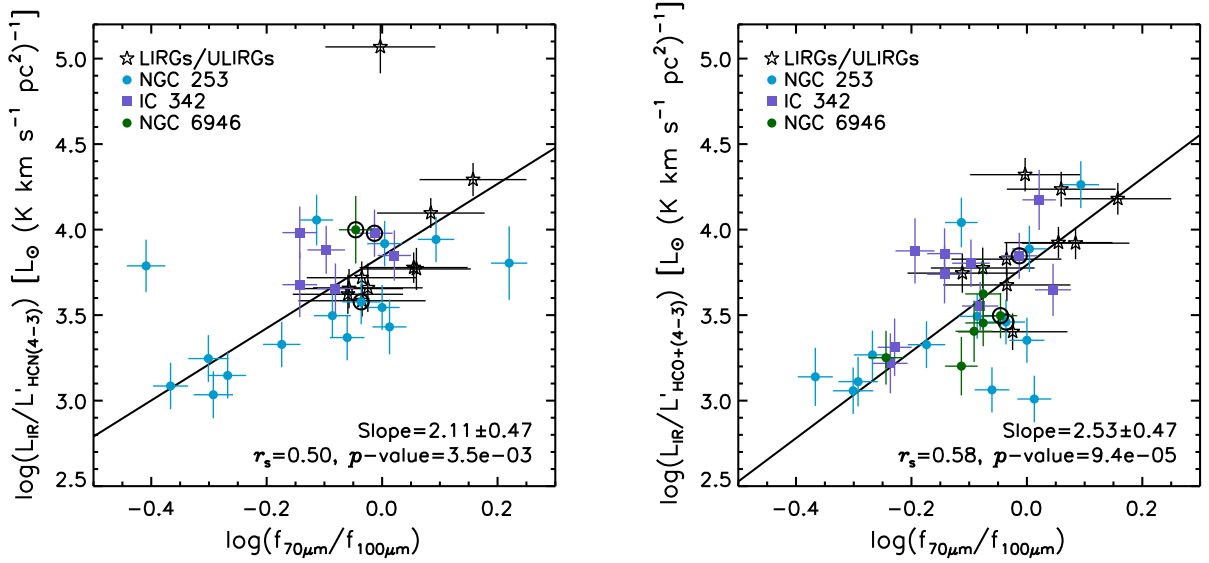 log(L_IR/L'_HCN(4−3)) [L⊙ (K km s⁻¹ pc²)⁻¹]
5.0
4.5
4.0
3.5
3.0
2.5
LIRGs/ULIRGs
NGC 253
IC 342
NGC 6946
Slope=2.11±0.47
r_s=0.50, p−value=3.5e−03
−0.4
−0.2
0.0
0.2
log(f_70μm/f_100μm)
log(L_IR/L'_HCO+(4−3)) [L⊙ (K km s⁻¹ pc²)⁻¹]
5.0
4.5
4.0
3.5
3.0
2.5
LIRGs/ULIRGs
NGC 253
IC 342
NGC 6946
Slope=2.53±0.47
r_s=0.58, p−value=9.4e−05
−0.4
−0.2
0.0
0.2
log(f_70μm/f_100μm)